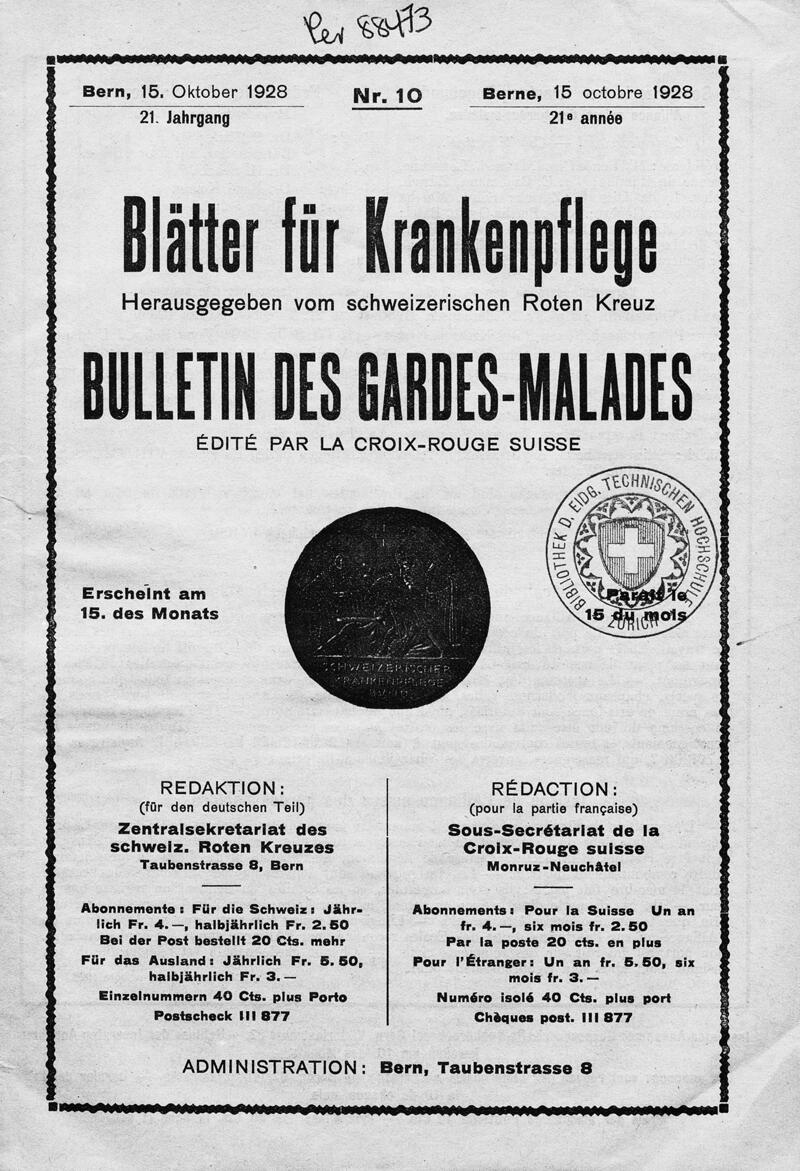 Per 88473
Bern, 15. Oktober 1928
21. Jahrgang
Nr. 10
Berne, 15 octobre 1928
21e année
Blätter für Krankenpflege
Herausgegeben vom schweizerischen Roten Kreuz
BULLETIN DES GARDES-MALADES
ÉDITÉ PAR LA CROIX-ROUGE SUISSE
BIBLIOTHEK D. EIDG. TECHNISCHEN HOCHSCHULE
ZÜRICH
Erscheint am
15. des Monats
SCHWEIZERISCHER
KRANKENPFLEGE
BUND
Paraît le
15 du mois
REDAKTION:
(für den deutschen Teil)
Zentralsekretariat des
schweiz. Roten Kreuzes
Taubenstrasse 8, Bern
Abonnemente: Für die Schweiz: Jähr-
lich Fr. 4.—, halbjährlich Fr. 2.50
Bei der Post bestellt 20 Cts. mehr
Für das Ausland: Jährlich Fr. 5.50,
halbjährlich Fr. 3.—
Einzelnummern 40 Cts. plus Porto
Postscheck III 877
RÉDACTION:
(pour la partie française)
Sous-Secrétariat de la
Croix-Rouge suisse
Monruz-Neuchâtel
Abonnements: Pour la Suisse Un an
fr. 4.—, six mois fr. 2.50
Par la poste 20 cts. en plus
Pour l'Étranger: Un an fr. 5.50, six
mois fr. 3.—
Numéro isolé 40 Cts. plus port
Chèques post. III 877
ADMINISTRATION: Bern, Taubenstrasse 8